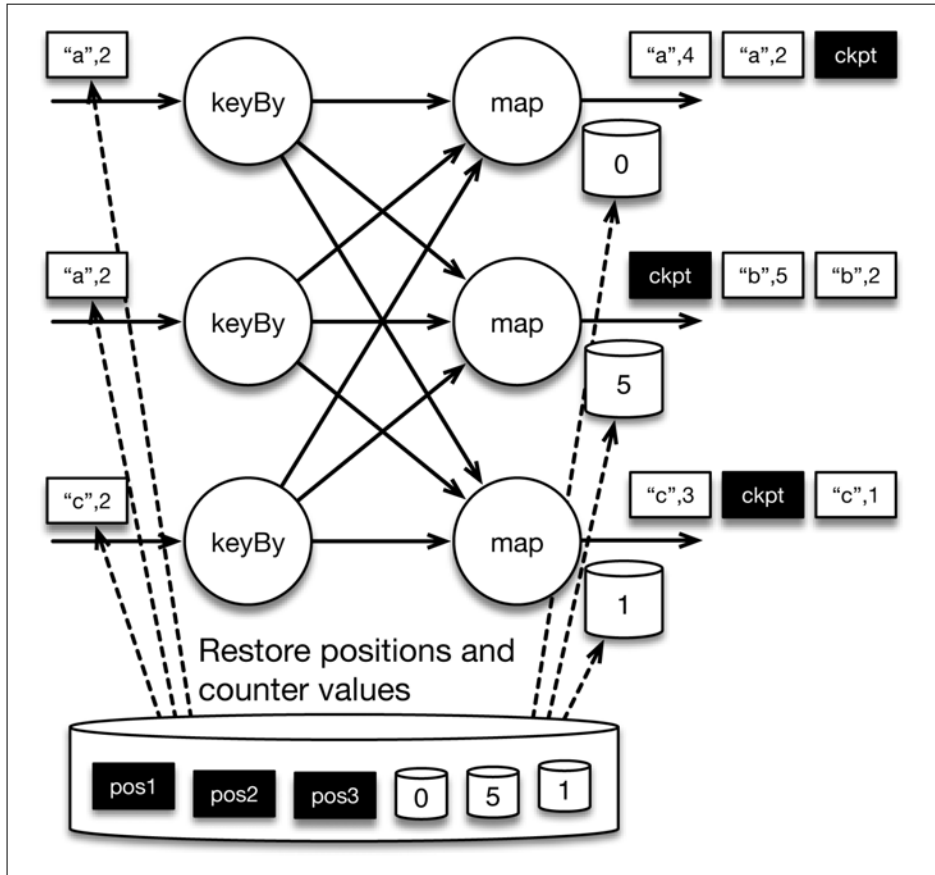 “a”,2
“a”,4 “a”,2 ckpt
keyBy map
0
“a”,2
ckpt “b”,5 “b”,2
keyBy map
5
“c”,2
“c”,3 ckpt “c”,1
keyBy map
1
Restore positions and
counter values
pos1 pos2 pos3 0 5 1